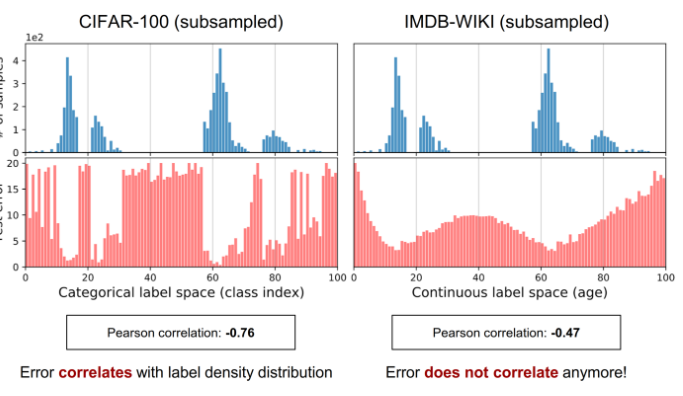 CIFAR-100 (subsampled)
IMDB-WIKI (subsampled)
1e2
4
3
2
1
0
20
15
10
5
0
0 20 40 60 80 100
0 20 40 60 80 100
Categorical label space (class index)
Continuous label space (age)
Pearson correlation: -0.76
Pearson correlation: -0.47
Error correlates with label density distribution
Error does not correlate anymore!